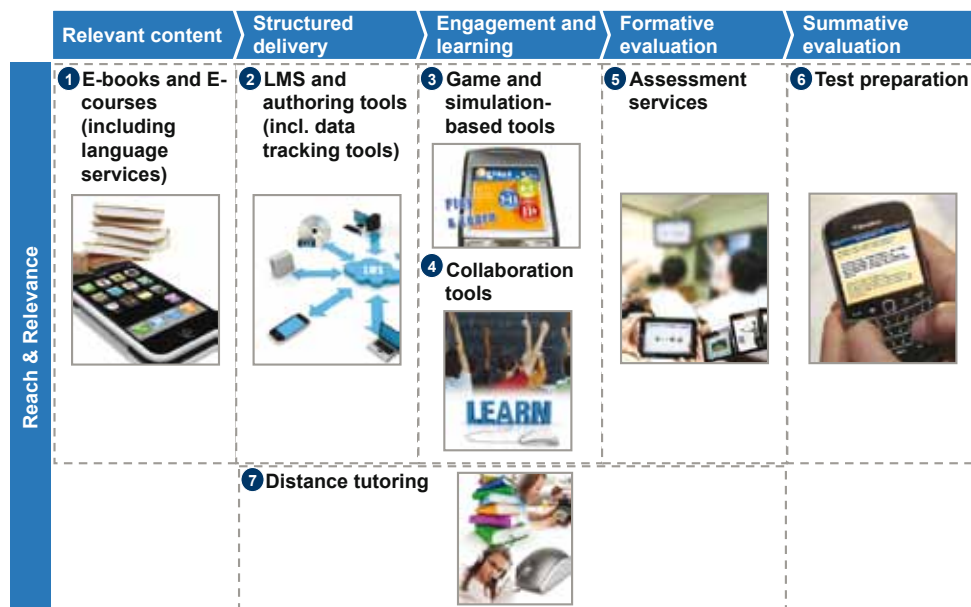 Relevant content
Structured
delivery
Engagement and
learning
Formative
evaluation
Summative
evaluation
Reach & Relevance
1 E-books and E-
courses
(including
language
services)
2 LMS and
authoring tools
(incl. data
tracking tools)
3 Game and
simulation-
based tools
4 Collaboration
tools
5 Assessment
services
6 Test preparation
LMS
LEARN
7 Distance tutoring